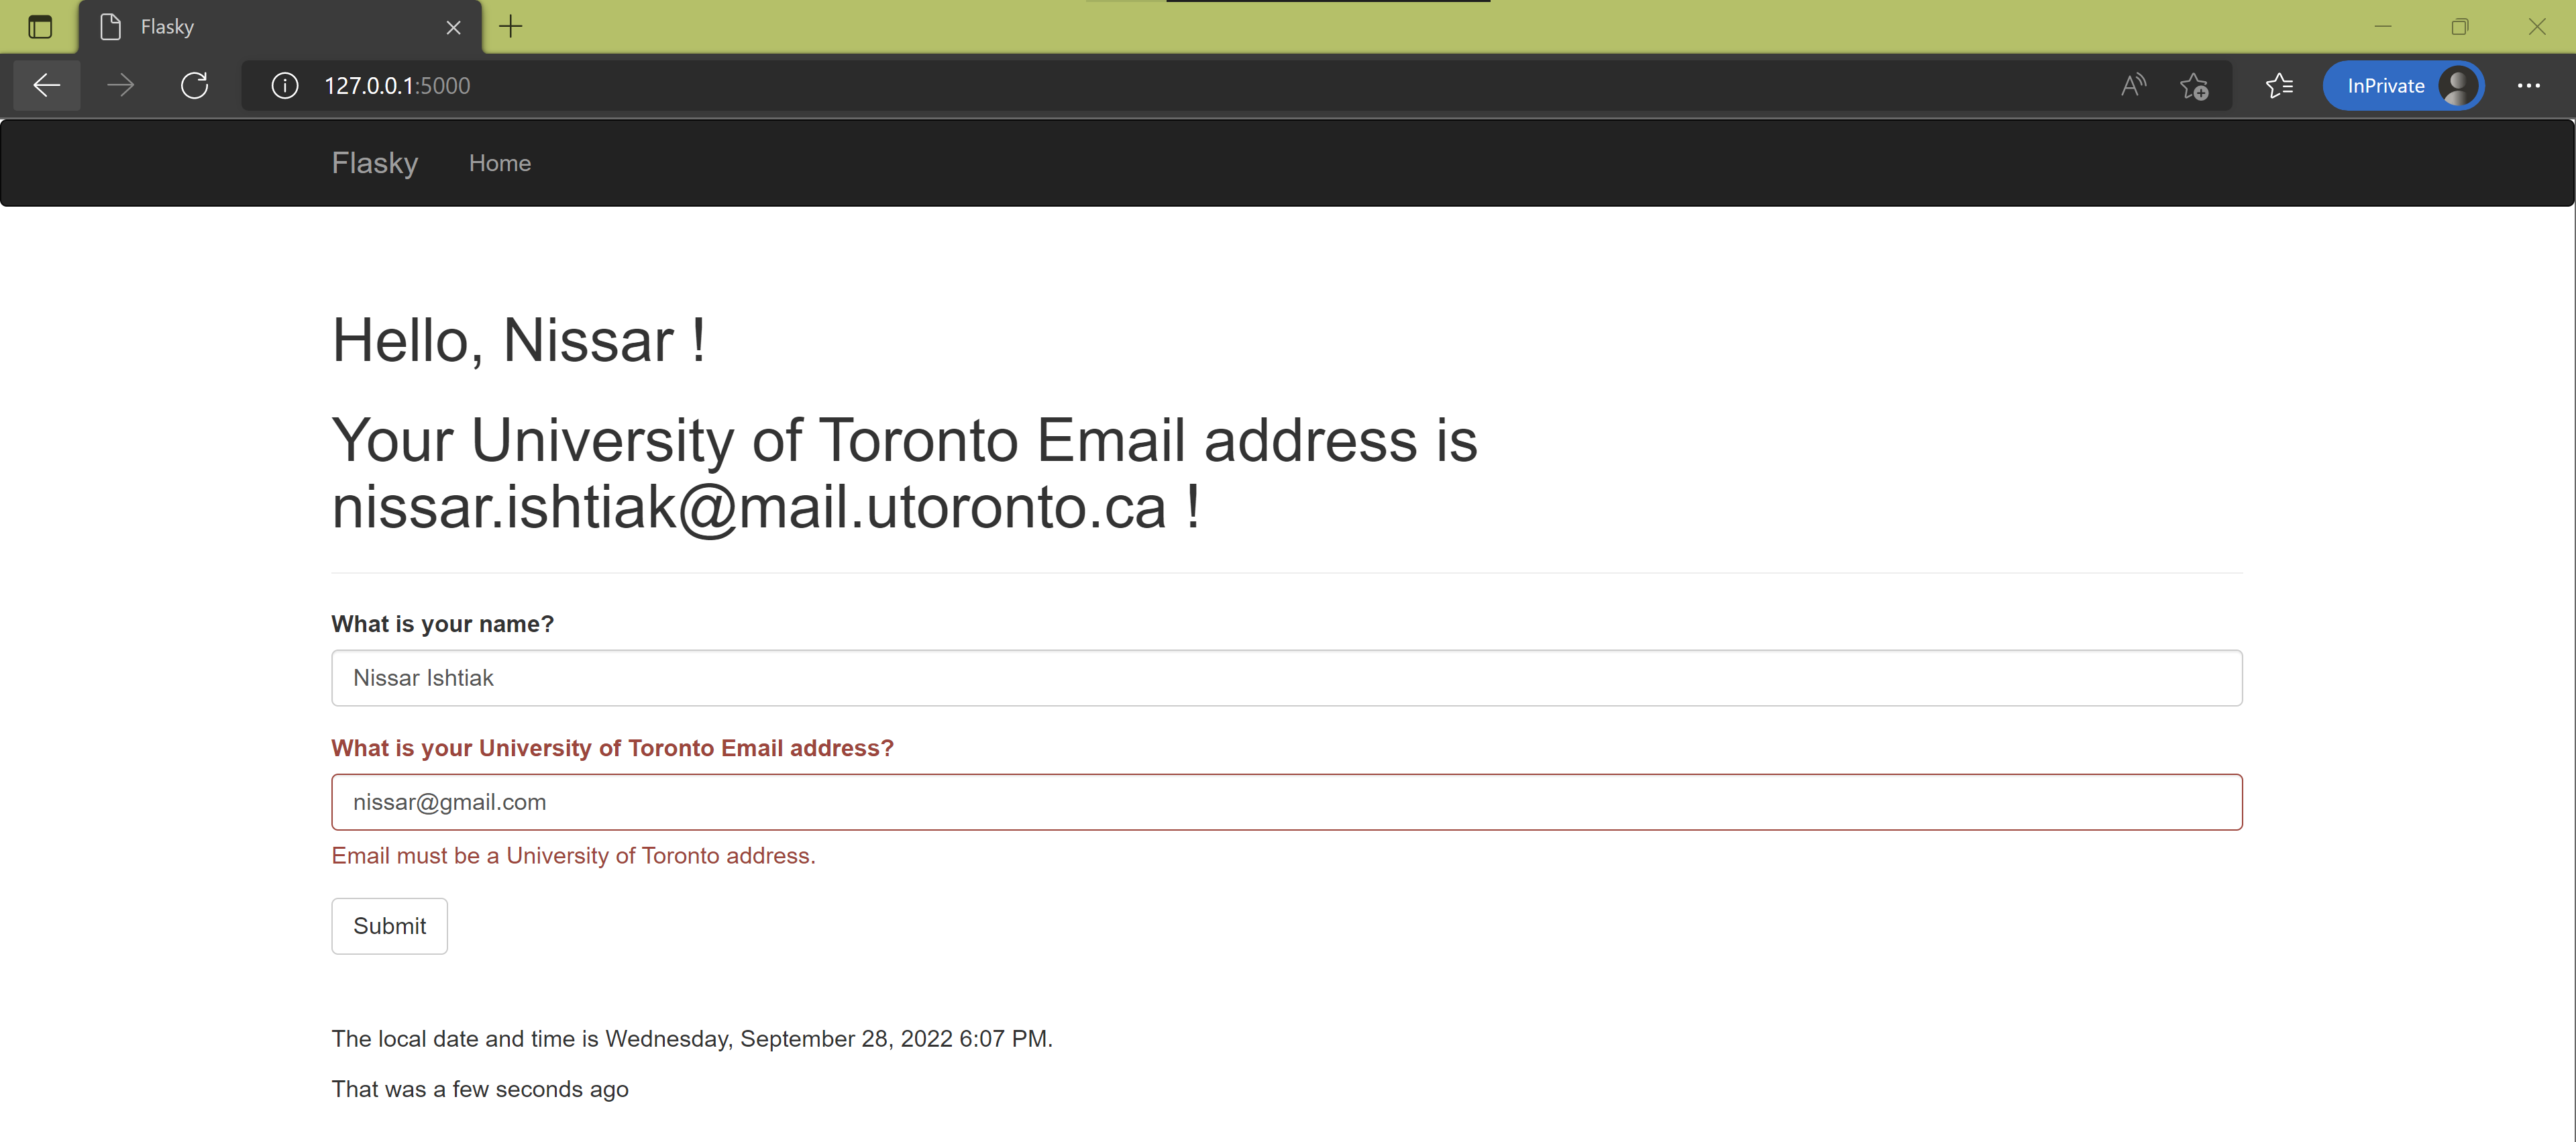 Flasky
127.0.0.1:5000
InPrivate
Flasky Home
Hello, Nissar !
Your University of Toronto Email address is
nissar.ishtiak@mail.utoronto.ca !
What is your name?
Nissar Ishtiak
What is your University of Toronto Email address?
nissar@gmail.com
Email must be a University of Toronto address.
Submit
The local date and time is Wednesday, September 28, 2022 6:07 PM.
That was a few seconds ago